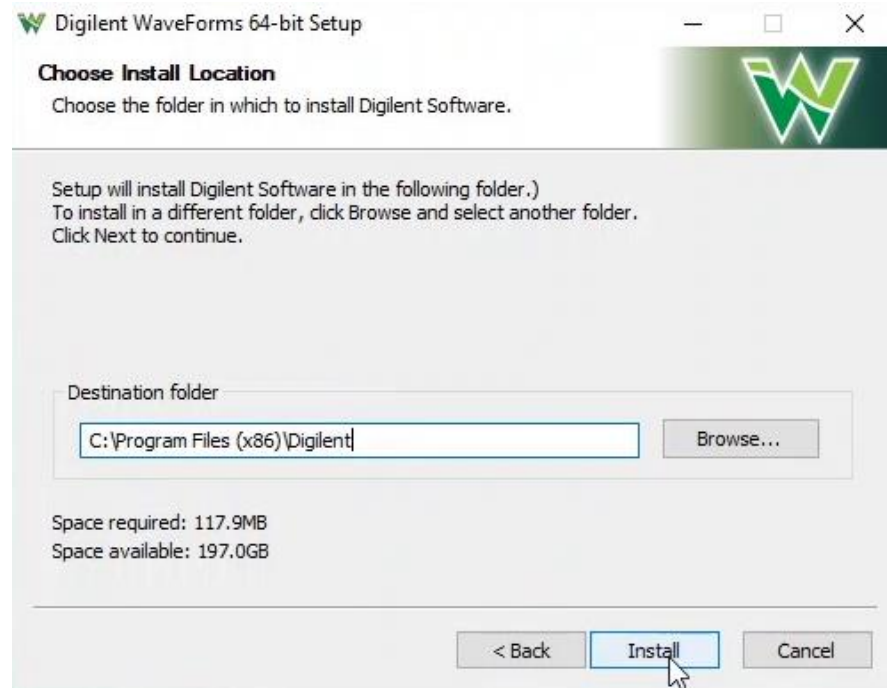 Digilent WaveForms 64-bit Setup
Choose Install Location
Choose the folder in which to install Digilent Software.
Setup will install Digilent Software in the following folder.)
To install in a different folder, click Browse and select another folder.
Click Next to continue.
Destination folder
C:\Program Files (x86)\Digilent
Browse...
Space required: 117.9MB
Space available: 197.0GB
< Back
Install
Cancel